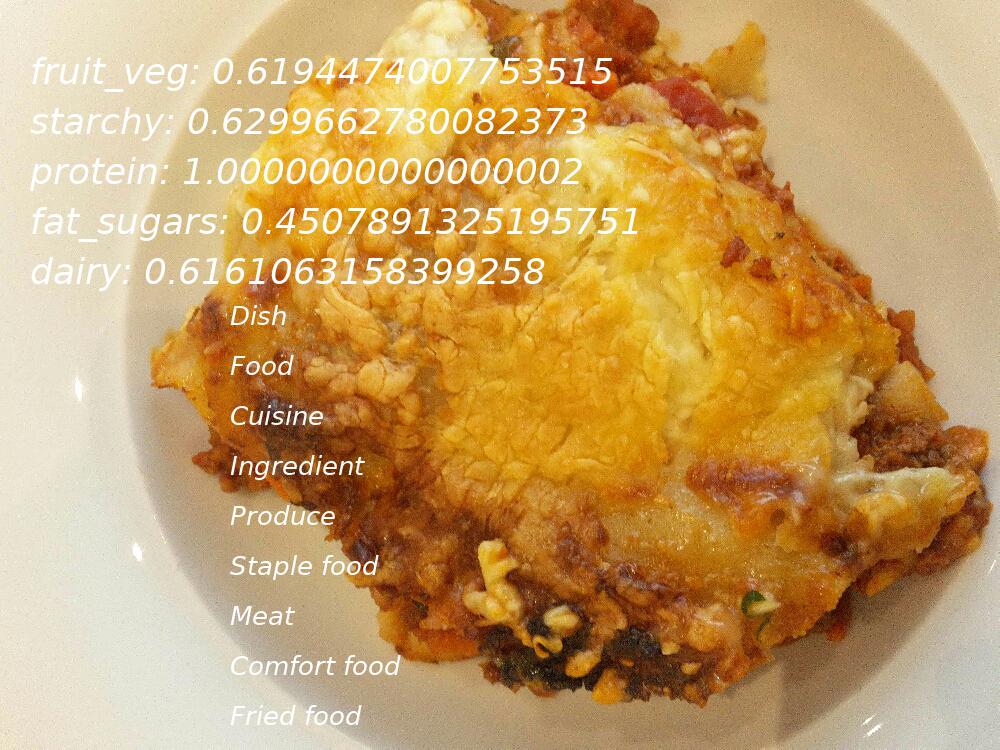 fruit_veg: 0.6194474007753515
starchy: 0.6299662780082373
protein: 1.0000000000000002
fat_sugars: 0.4507891325195751
dairy: 0.6161063158399258
Dish
Food
Cuisine
Ingredient
Produce
Staple food
Meat
Comfort food
Fried food